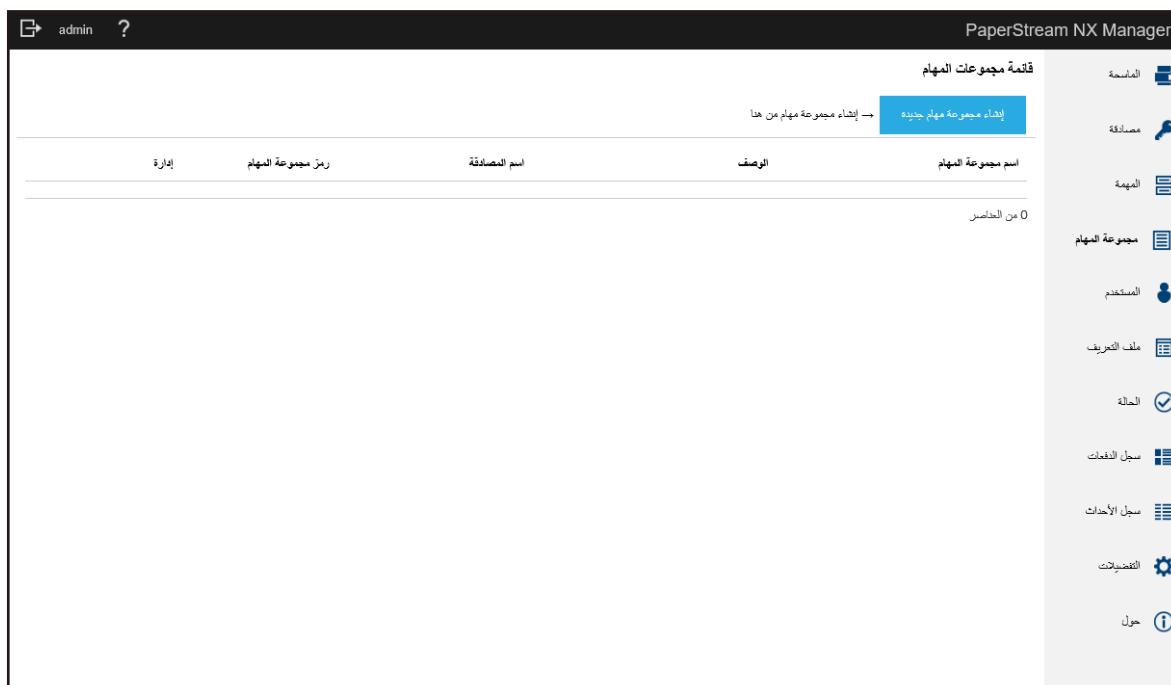 PaperStream NX Manager
? admin
الماسحة
مصادقة
المهمة
مجموعة المهام
المستخدم
ملف التعريف
الحالة
سجل الدفعات
سجل الأحداث
التفضيلات
حول
قائمة مجموعات المهام
إنشاء مجموعة مهام جديدة → إنشاء مجموعة مهام من هنا
اسم مجموعة المهام الوصف اسم المصادقة رمز مجموعة المهام إدارة
0 من العناصر